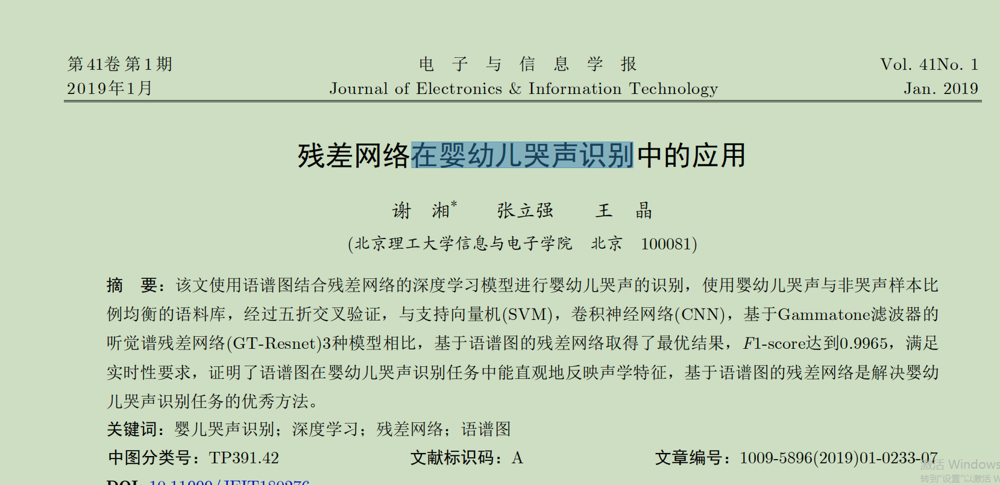 第41卷 第1期 电子与信息学报 Vol. 41No. 1
2019年1月 Journal of Electronics & Information Technology Jan. 2019
残差网络在婴幼儿哭声识别中的应用
谢 湘* 张立强 王 晶
(北京理工大学信息与电子学院 北京 100081)
摘 要：该文使用语谱图结合残差网络的深度学习模型进行婴幼儿哭声的识别，使用婴幼儿哭声与非哭声样本比
例均衡的语料库，经过五折交叉验证，与支持向量机(SVM)，卷积神经网络(CNN)，基于Gammatone滤波器的
听觉谱残差网络(GT-Resnet)3种模型相比，基于语谱图的残差网络取得了最优结果，F1-score达到0.9965，满足
实时性要求，证明了语谱图在婴幼儿哭声识别任务中能直观地反映声学特征，基于语谱图的残差网络是解决婴幼
儿哭声识别任务的优秀方法。
关键词：婴儿哭声识别；深度学习；残差网络；语谱图
中图分类号：TP391.42 文献标识码：A 文章编号：1009-5896(2019)01-0233-07
激活 Windows
转到"设置"以激活 W
DOI: 10.11999/JEIT180276